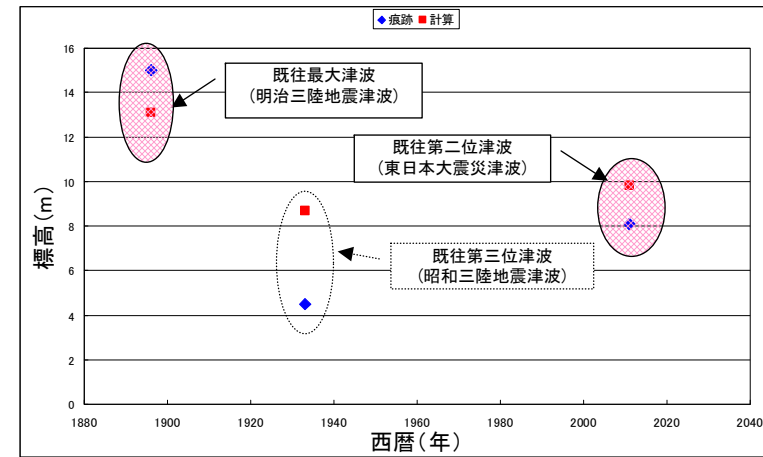 ◆痕跡 ■計算
16
14
12
10
8
6
4
2
0
標高(m)
既往最大津波
(明治三陸地震津波)
既往第二位津波
(東日本大震災津波)
既往第三位津波
(昭和三陸地震津波)
1880 1900 1920 1940 1960 1980 2000 2020 2040
西暦(年)